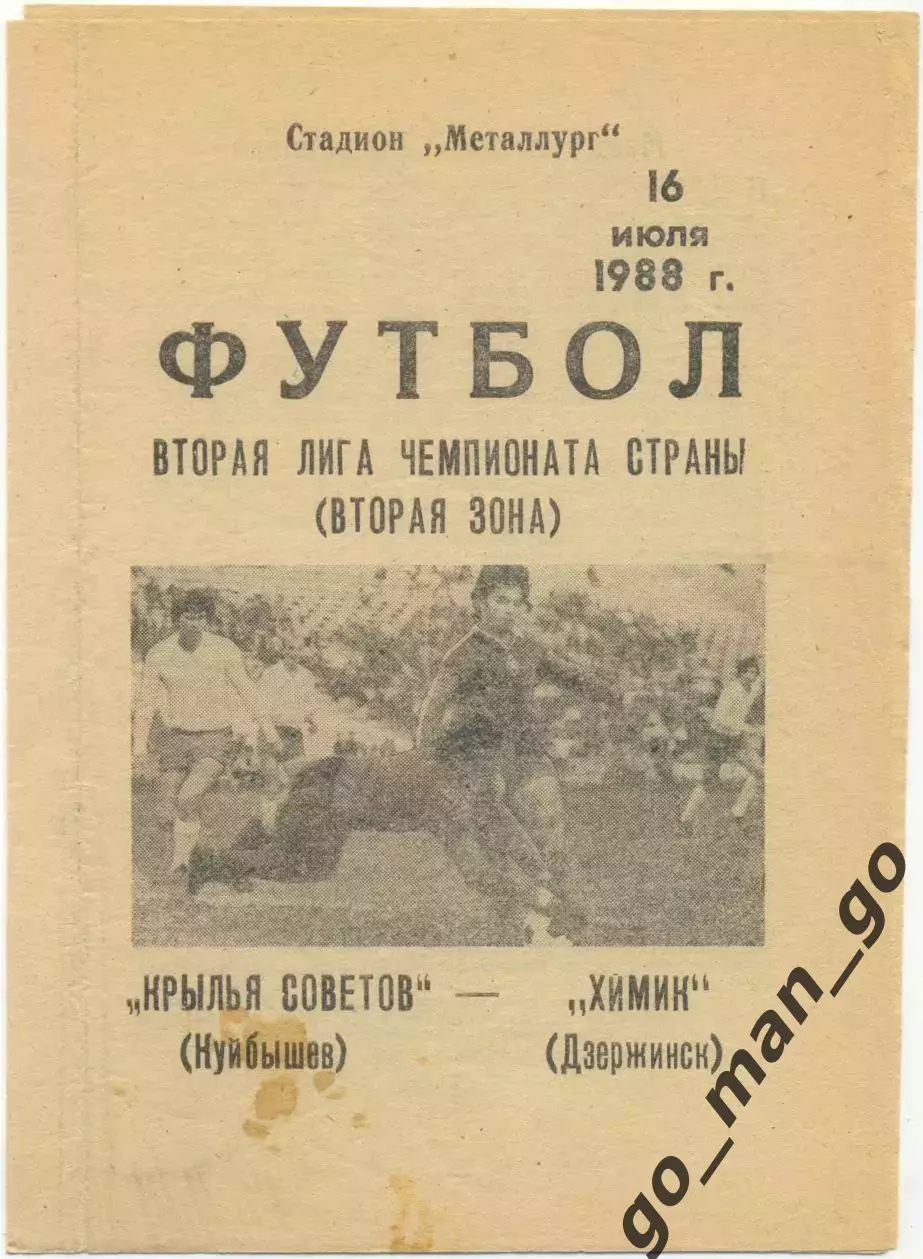 Стадион „Металлург“
16
июля
1988 г.
ФУТБОЛ
ВТОРАЯ ЛИГА ЧЕМПИОНАТА СТРАНЫ
(ВТОРАЯ ЗОНА)
„КРЫЛЬЯ СОВЕТОВ“ — „ХИМИК“
(Куйбышев) (Дзержинск)
go_man_go